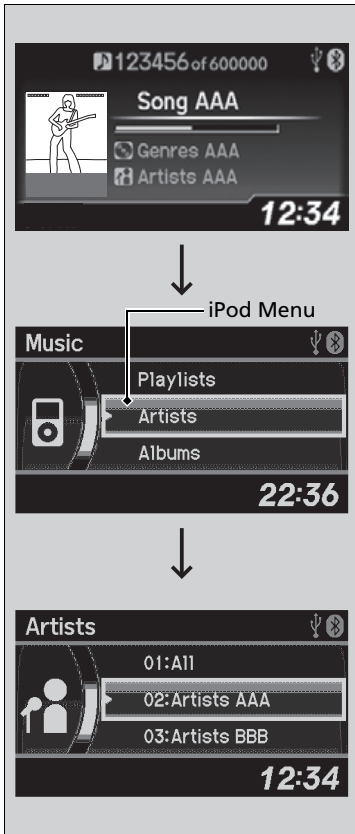 123456 of 600000
Song AAA
Genres AAA
Artists AAA
12:34
iPod Menu
Music
Playlists
Artists
Albums
22:36
Artists
01:All
02:Artists AAA
03:Artists BBB
12:34